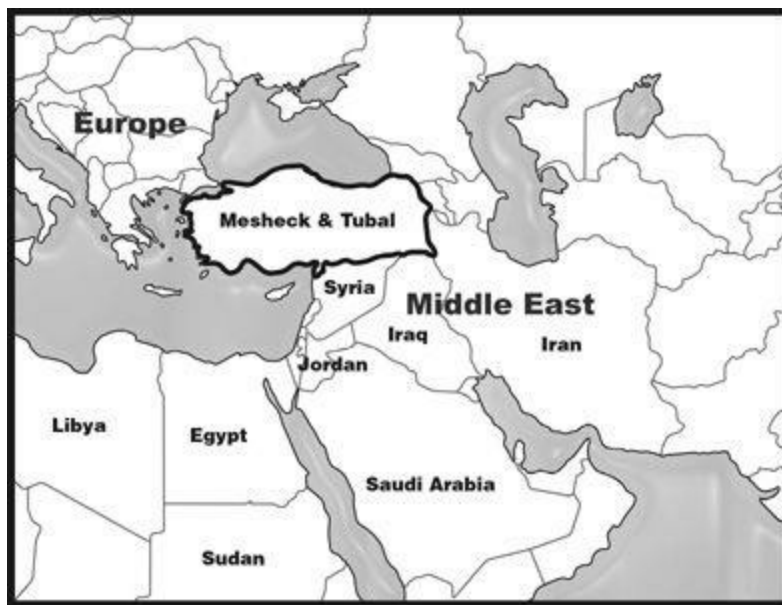 Europe
Mesheck & Tubal
Syria
Middle East
Iraq
Iran
Jordan
Libya
Egypt
Saudi Arabia
Sudan